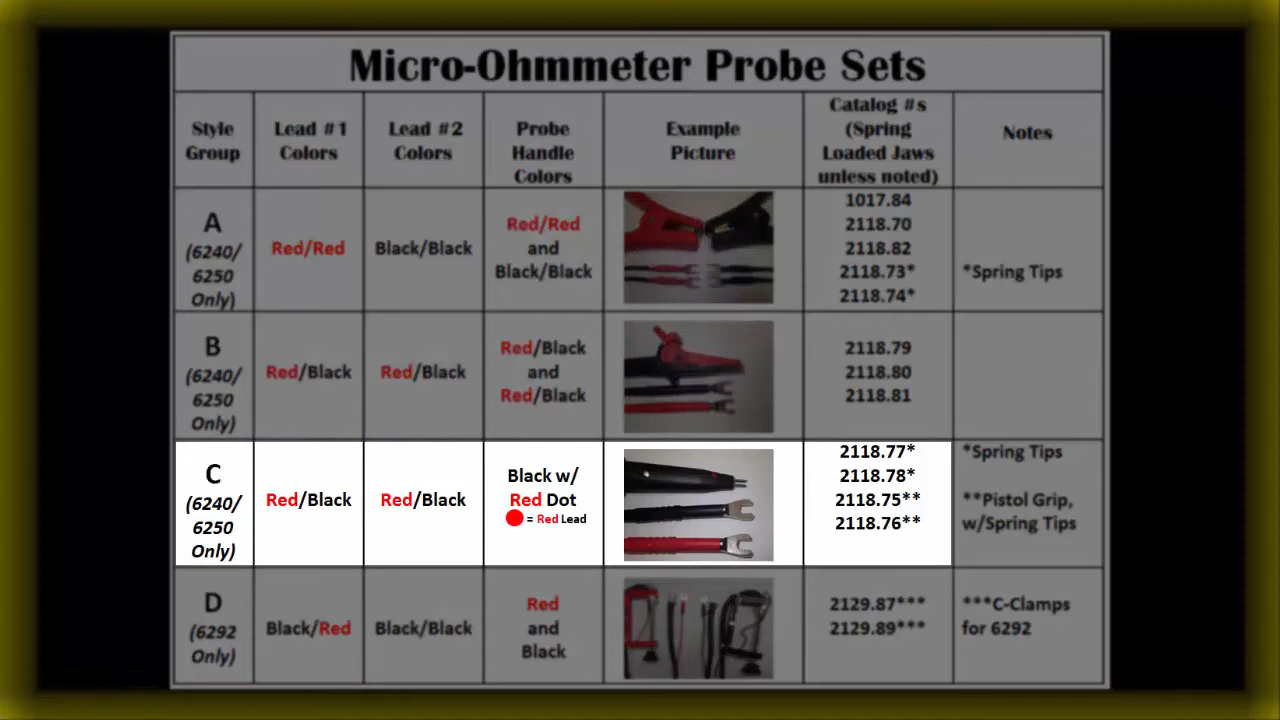 Micro-Ohmmeter Probe Sets
Style Group
Lead #1 Colors
Lead #2 Colors
Probe Handle Colors
Example Picture
Catalog #s (Spring Loaded Jaws unless noted)
Notes
A
(6240/
6250
Only)
Red/Red
Black/Black
Red/Red
and
Black/Black
1017.84
2118.70
2118.82
2118.73*
2118.74*
*Spring Tips
B
(6240/
6250
Only)
Red/Black
Red/Black
Red/Black
and
Red/Black
2118.79
2118.80
2118.81
C
(6240/
6250
Only)
Red/Black
Red/Black
Black w/
Red Dot
= Red Lead
2118.77*
2118.78*
2118.75**
2118.76**
*Spring Tips
**Pistol Grip,
w/Spring Tips
D
(6292
Only)
Black/Red
Black/Black
Red
and
Black
2129.87***
2129.89***
***C-Clamps
for 6292